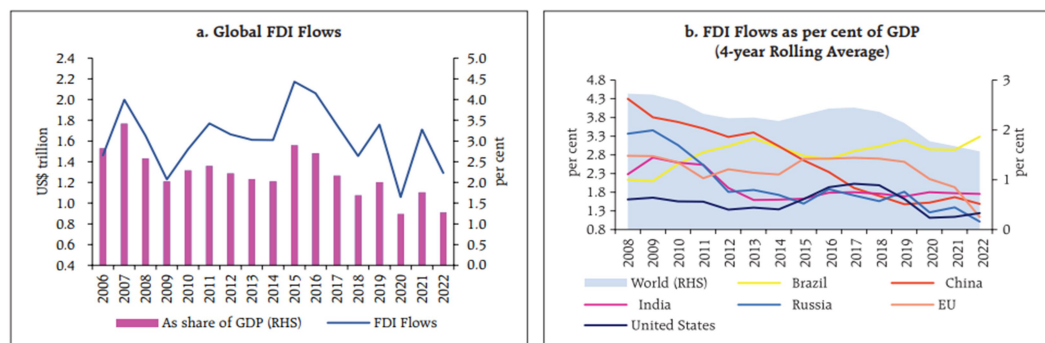 a. Global FDI Flows
US$ trillion
2.4
2.2
2.0
1.8
1.6
1.4
1.2
1.0
0.8
0.6
0.4
5.0
4.5
4.0
3.5
3.0
2.5
2.0
1.5
1.0
0.5
0.0
per cent
2006 2007 2008 2009 2010 2011 2012 2013 2014 2015 2016 2017 2018 2019 2020 2021 2022
As share of GDP (RHS) FDI Flows
b. FDI Flows as per cent of GDP
(4-year Rolling Average)
per cent
4.8
4.3
3.8
3.3
2.8
2.3
1.8
1.3
0.8
3
2
1
0
per cent
2008 2009 2010 2011 2012 2013 2014 2015 2016 2017 2018 2019 2020 2021 2022
World (RHS) Brazil China
India Russia EU
United States